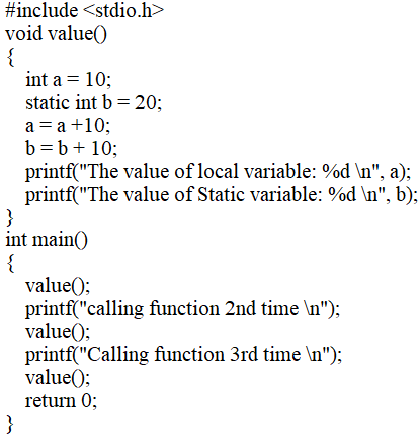 #include <stdio.h>
void value()
{
int a = 10;
static int b = 20;
a = a +10;
b = b + 10;
printf("The value of local variable: %d \n", a);
printf("The value of Static variable: %d \n", b);
}
int main()
{
value();
printf("calling function 2nd time \n");
value();
printf("Calling function 3rd time \n");
value();
return 0;
}